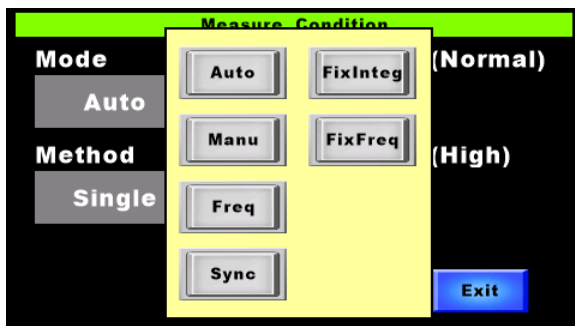 Measure Condition
Mode
Auto
Method
Single
Auto
FixInteg
Manu
FixFreq
Freq
Sync
(Normal)
(High)
Exit